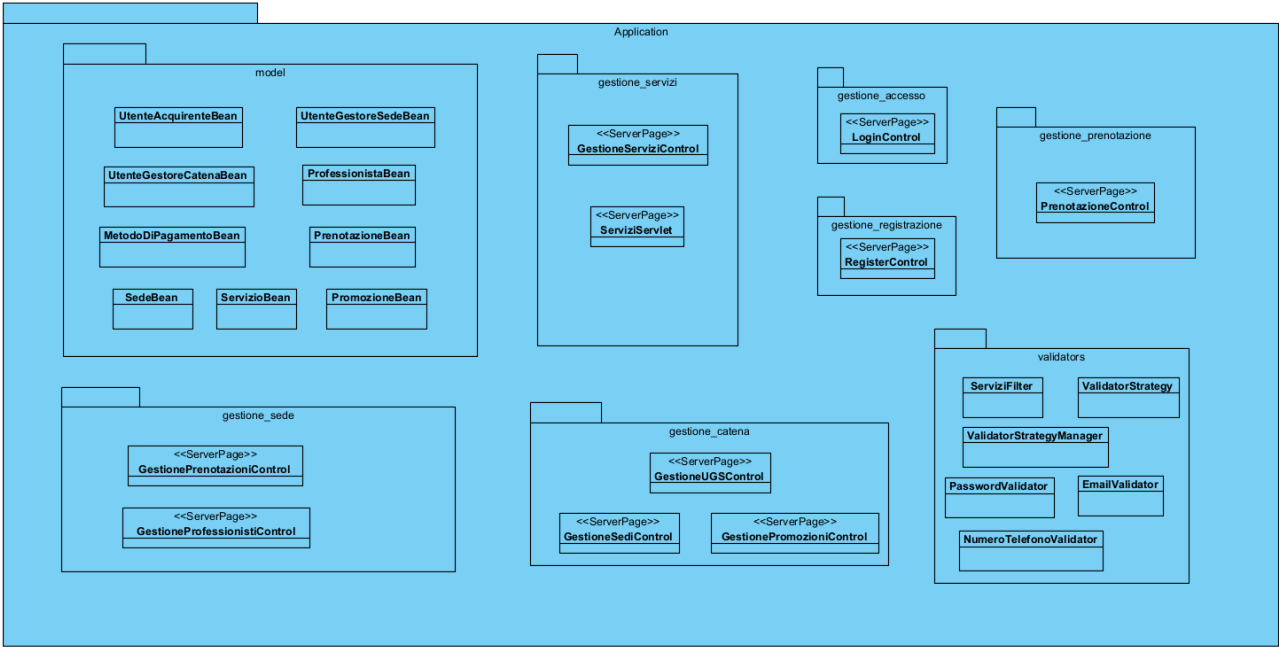 Application
model
UtenteAcquirenteBean
UtenteGestoreSedeBean
UtenteGestoreCatenaBean
ProfessionistaBean
MetodoDiPagamentoBean
PrenotazioneBean
SedeBean
ServizioBean
PromozioneBean
gestione_servizi
<<ServerPage>>
GestioneServiziControl
<<ServerPage>>
ServiziServlet
gestione_accesso
<<ServerPage>>
LoginControl
gestione_registrazione
<<ServerPage>>
RegisterControl
gestione_prenotazione
<<ServerPage>>
PrenotazioneControl
gestione_sede
<<ServerPage>>
GestionePrenotazioniControl
<<ServerPage>>
GestioneProfessionistiControl
gestione_catena
<<ServerPage>>
GestioneUGSControl
<<ServerPage>>
GestioneSediControl
<<ServerPage>>
GestionePromozioniControl
validators
ServiziFilter
ValidatorStrategy
ValidatorStrategyManager
PasswordValidator
EmailValidator
NumeroTelefonoValidator